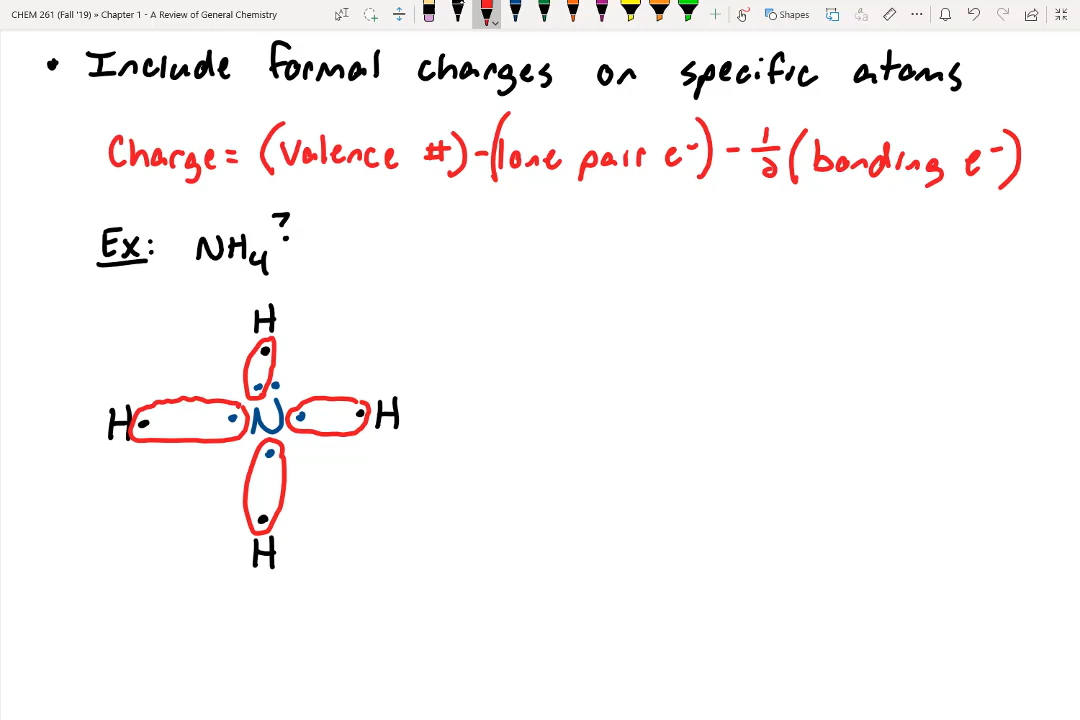 CHEM 261 (Fall '19) » Chapter 1 - A Review of General Chemistry
Shapes
• Include formal charges on specific atoms
Charge = (Valence #) - (lone pair e⁻) - 1/2 (bonding e⁻)
Ex: NH₄?
H
H N H
H